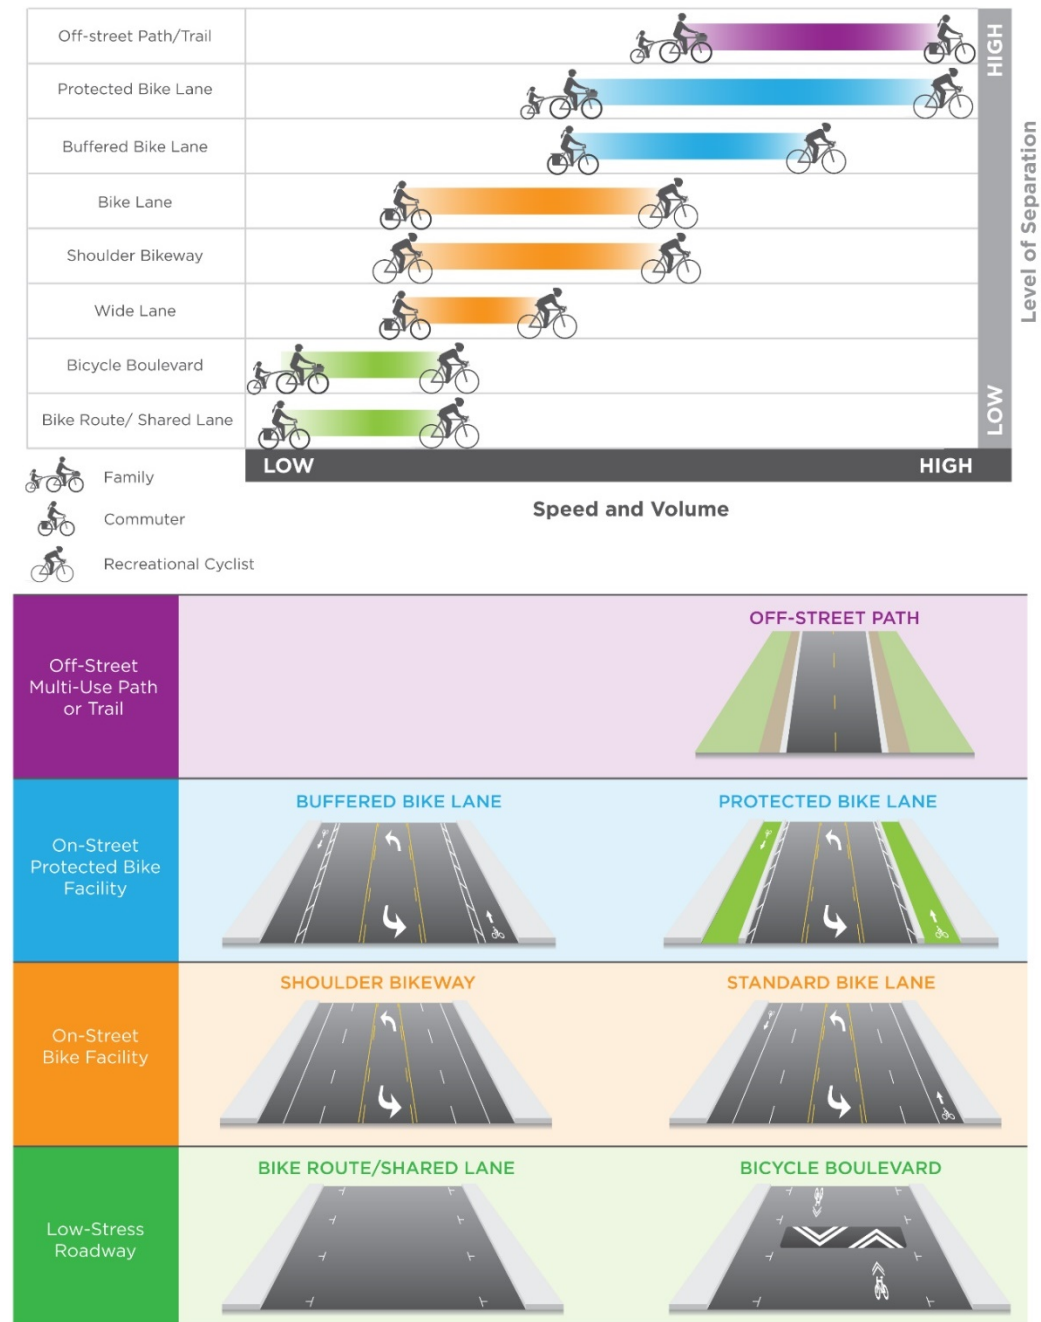 Off-street Path/Trail
Protected Bike Lane
Buffered Bike Lane
Bike Lane
Shoulder Bikeway
Wide Lane
Bicycle Boulevard
Bike Route/ Shared Lane
HIGH
LOW
Level of Separation
LOW
HIGH
Speed and Volume
Family
Commuter
Recreational Cyclist
Off-Street
Multi-Use Path
or Trail
OFF-STREET PATH
On-Street
Protected Bike
Facility
BUFFERED BIKE LANE
PROTECTED BIKE LANE
On-Street
Bike Facility
SHOULDER BIKEWAY
STANDARD BIKE LANE
Low-Stress
Roadway
BIKE ROUTE/SHARED LANE
BICYCLE BOULEVARD